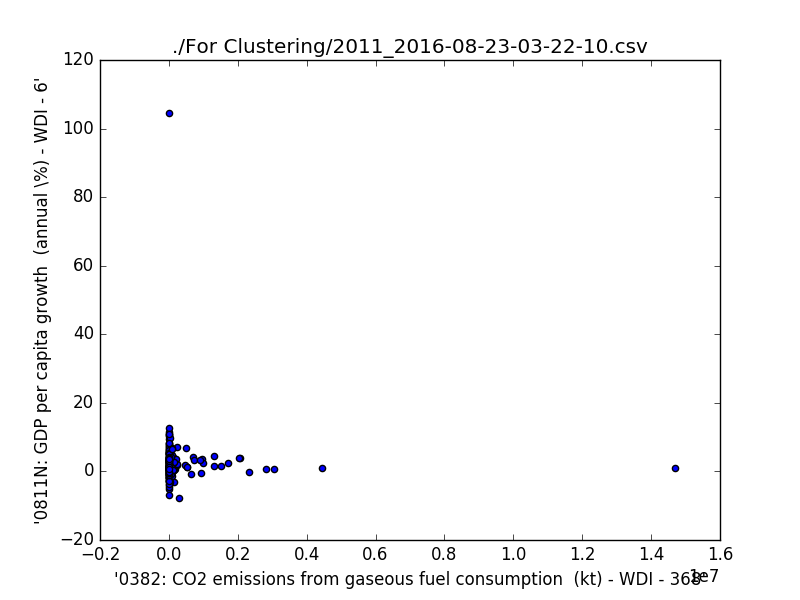 ./For Clustering/2011_2016-08-23-03-22-10.csv
120
100
80
60
40
20
0
−20
'0811N: GDP per capita growth  (annual \%) - WDI - 6'
−0.2 0.0 0.2 0.4 0.6 0.8 1.0 1.2 1.4 1.6
1e7
'0382: CO2 emissions from gaseous fuel consumption  (kt) - WDI - 368'